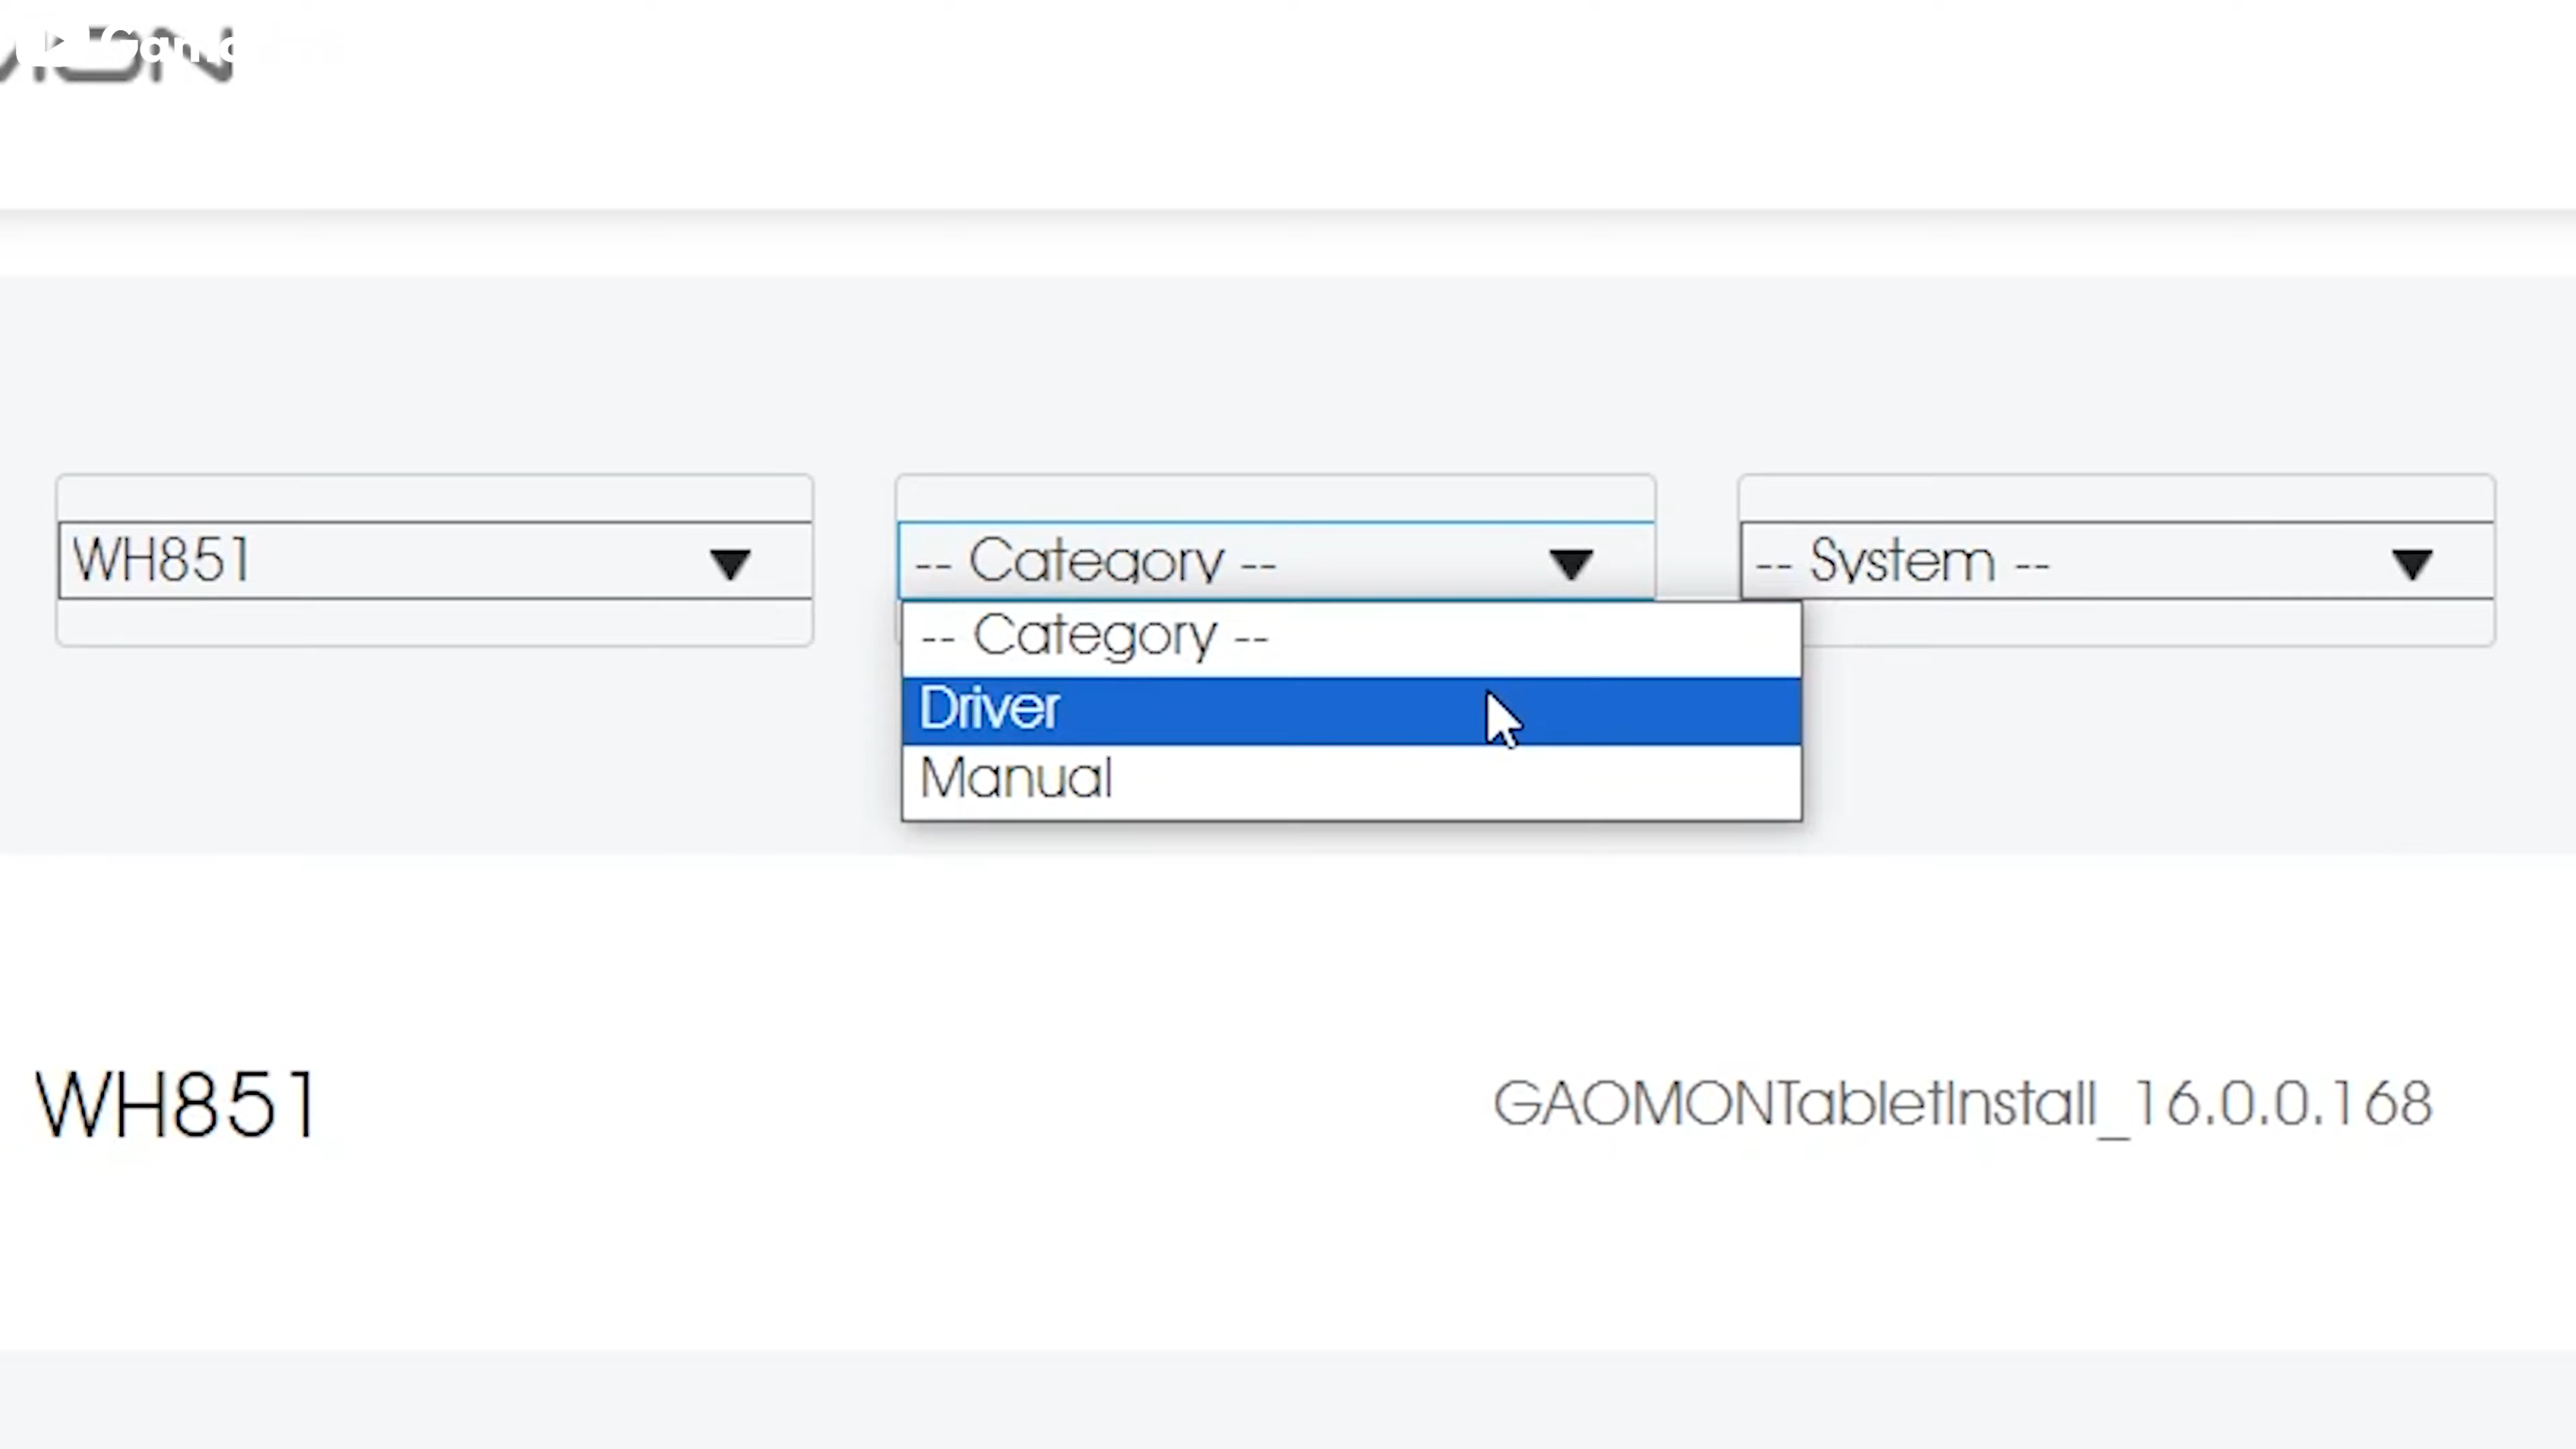 WH851
-- Category --
-- System --
-- Category --
Driver
Manual
WH851
GAOMONTabletInstall_16.0.0.168